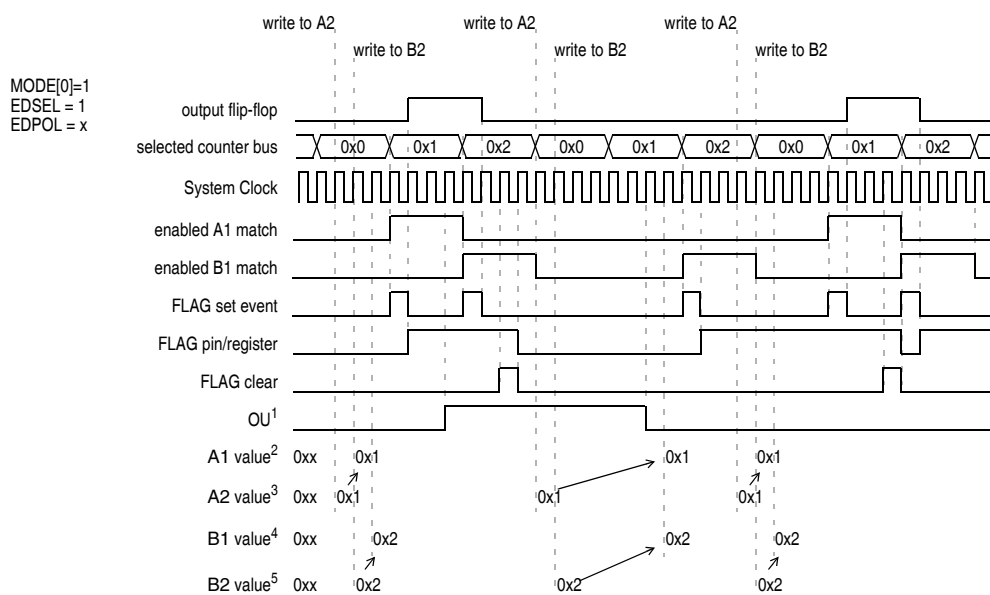 write to A2 write to A2 write to A2
write to B2 write to B2 write to B2
MODE[0]=1
EDSEL = 1
EDPOL = x
output flip-flop
selected counter bus 0x0 0x1 0x2 0x0 0x1 0x2 0x0 0x1 0x2
System Clock
enabled A1 match
enabled B1 match
FLAG set event
FLAG pin/register
FLAG clear
OU1
A1 value2 0xx 0x1 0x1 0x1
A2 value3 0xx 0x1 0x1 0x1
B1 value4 0xx 0x2 0x2 0x2
B2 value5 0xx 0x2 0x2 0x2